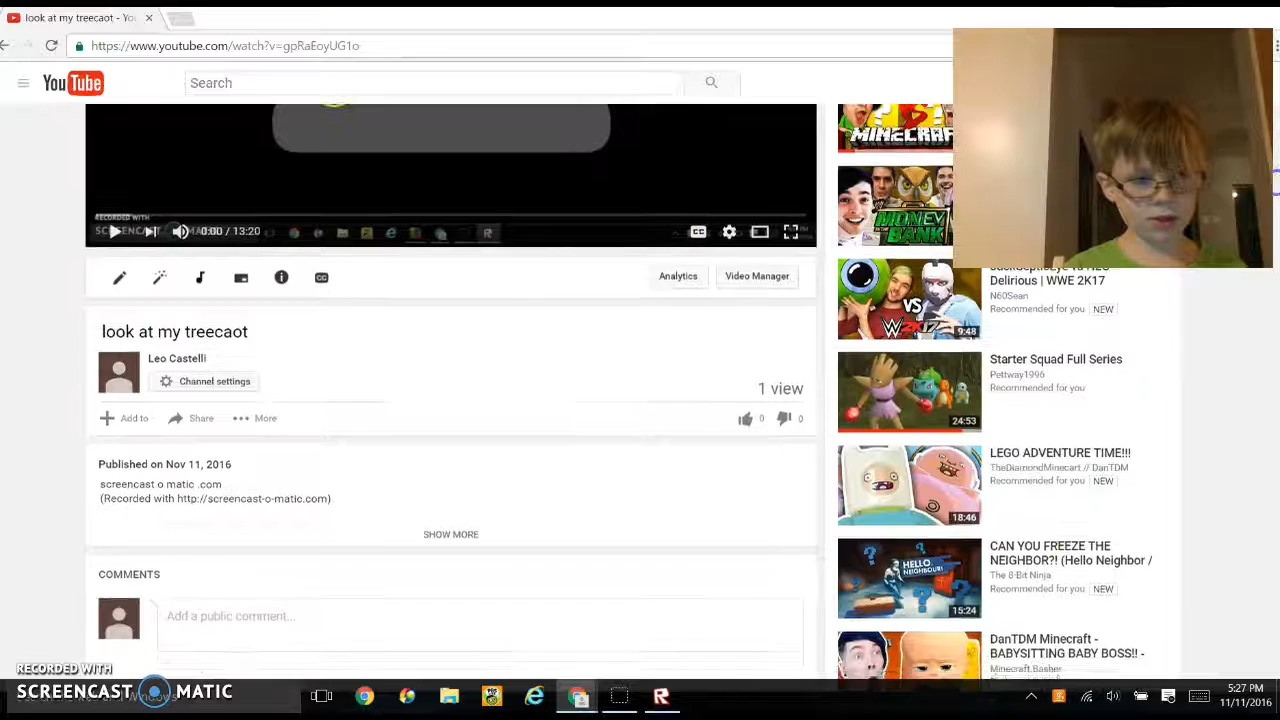 look at my treecaot - You
https://www.youtube.com/watch?v=gpRaEoyUG1o
YouTube
Search
MINECRAF
MONEY
BANK
RECORDED WITH
0:00 / 13:20
CC
Analytics
Video Manager
look at my treecaot
Leo Castelli
Channel settings
1 view
Add to
Share
More
0
0
Published on Nov 11, 2016
screencast o matic .com
(Recorded with http://screencast-o-matic.com)
SHOW MORE
COMMENTS
Add a public comment...
Delirious | WWE 2K17
N60Sean
Recommended for you NEW
VS
W2K17
9:48
Starter Squad Full Series
Pettway1996
Recommended for you
24:53
LEGO ADVENTURE TIME!!!
TheDiamondMinecart // DanTDM
Recommended for you NEW
18:46
CAN YOU FREEZE THE
NEIGHBOR?! (Hello Neighbor /
The 8-Bit Ninja
Recommended for you NEW
HELLO
NEIGHBOUR!
15:24
DanTDM Minecraft -
BABYSITTING BABY BOSS!! -
Minecraft Basher
RECORDED WITH
SCREENCAST MATIC
5:27 PM
11/11/2016